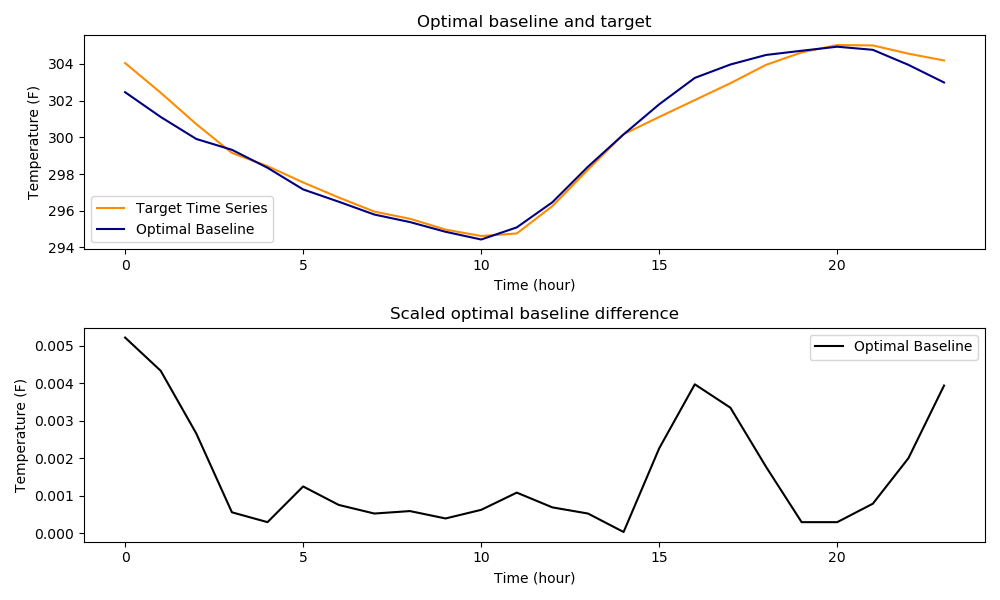 Optimal baseline and target
Temperature (F)
304
302
300
298
296
294
Target Time Series
Optimal Baseline
0 5 10 15 20
Time (hour)
Scaled optimal baseline difference
Temperature (F)
0.005
0.004
0.003
0.002
0.001
0.000
Optimal Baseline
0 5 10 15 20
Time (hour)